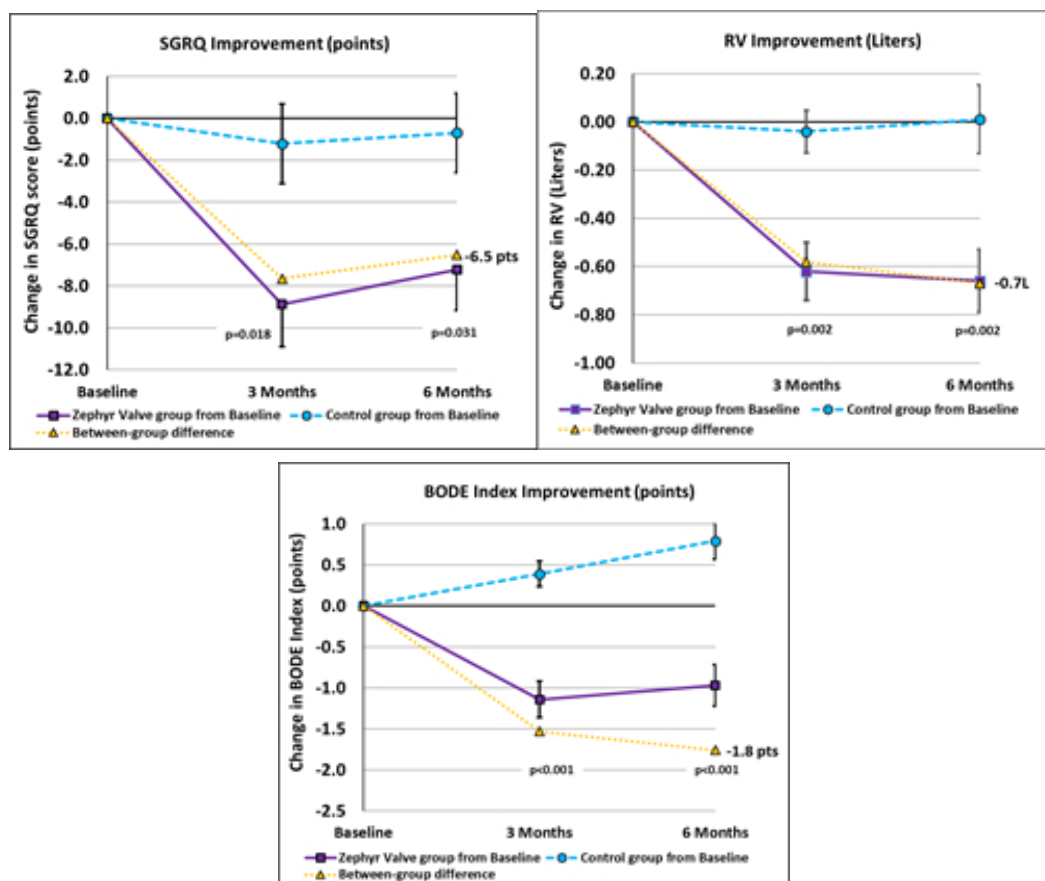 SGRQ Improvement (points)
Change in SGRQ score (points)
2.0
0.0
-2.0
-4.0
-6.0
-8.0
-10.0
-12.0
-6.5 pts
p=0.018
p=0.031
Baseline
3 Months
6 Months
Zephyr Valve group from Baseline
Control group from Baseline
Between-group difference
RV Improvement (Liters)
Change in RV (Liters)
0.20
0.00
-0.20
-0.40
-0.60
-0.80
-1.00
-0.7L
p=0.002
p=0.002
Baseline
3 Months
6 Months
Zephyr Valve group from Baseline
Control group from Baseline
Between-group difference
BODE Index Improvement (points)
Change in BODE Index (points)
1.0
0.5
0.0
-0.5
-1.0
-1.5
-2.0
-2.5
-1.8 pts
p<0.001
p<0.001
Baseline
3 Months
6 Months
Zephyr Valve group from Baseline
Control group from Baseline
Between-group difference